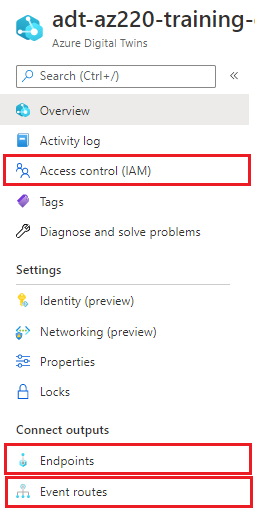 adt-az220-training-
Azure Digital Twins
Search (Ctrl+/)
«
Overview
Activity log
Access control (IAM)
Tags
Diagnose and solve problems
Settings
Identity (preview)
Networking (preview)
Properties
Locks
Connect outputs
Endpoints
Event routes